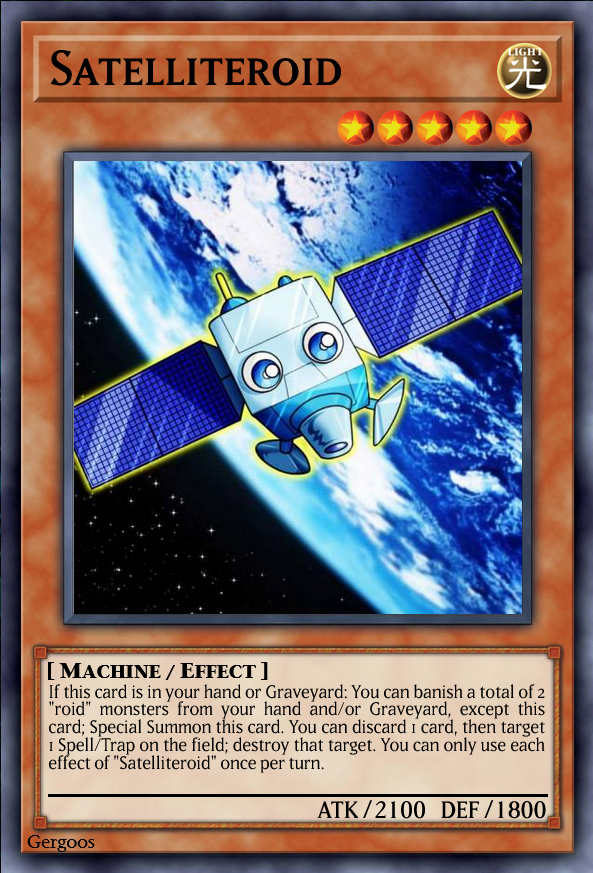 Satelliteroid
LIGHT
光
[ Machine / Effect ]
If this card is in your hand or Graveyard: You can banish a total of 2
"roid" monsters from your hand and/or Graveyard, except this
card; Special Summon this card. You can discard 1 card, then target
1 Spell/Trap on the field; destroy that target. You can only use each
effect of "Satelliteroid" once per turn.
ATK/2100 DEF/1800
Gergoos